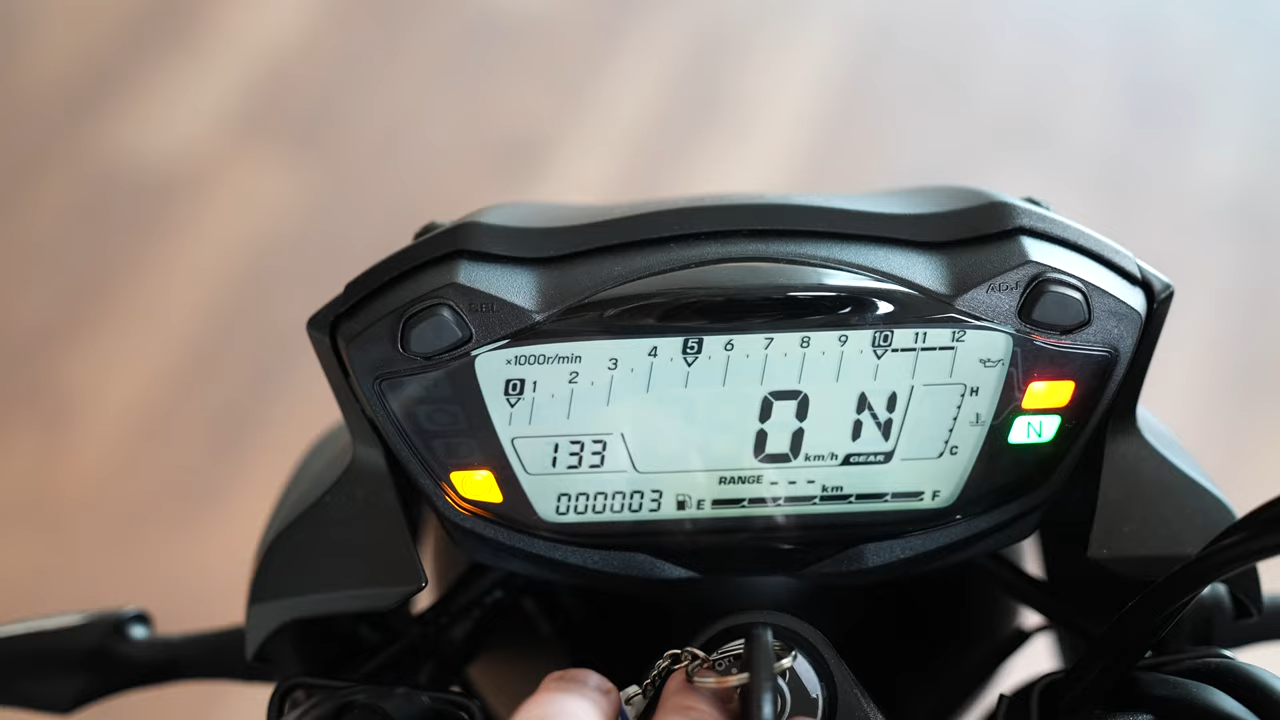 SEL
ADJ
×1000r/min
0 1 2 3 4 5 6 7 8 9 10 11 12
H
133
0 km/h
N
GEAR
N
C
RANGE --- km
000003
E
F